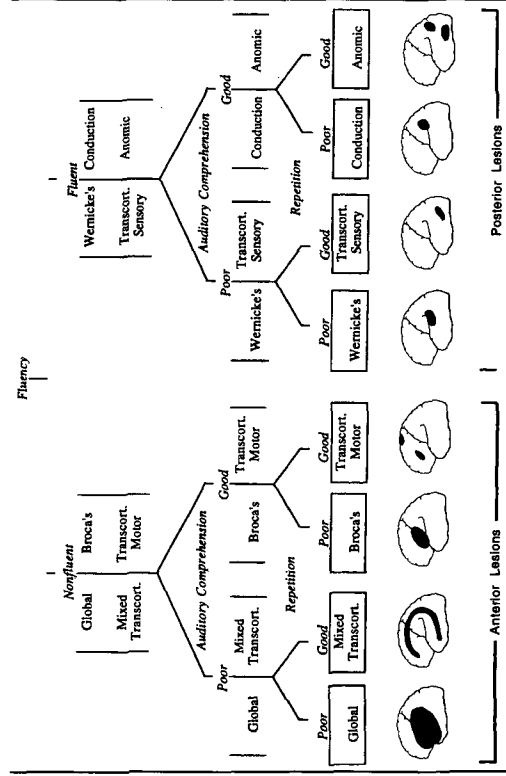 Fluency
Nonfluent
Fluent
Global Broca's
Wernicke's Conduction
Mixed Transcort. Transcort. Motor
Transcort. Sensory Anomic
Auditory Comprehension
Auditory Comprehension
Poor
Good
Poor
Good
Global
Mixed
Transcort.
Broca's
Transcort.
Motor
Wernicke's
Transcort.
Sensory
Conduction
Anomic
Repetition
Repetition
Poor
Good
Poor
Good
Poor
Good
Poor
Good
Global
Mixed
Transcort.
Broca's
Transcort.
Motor
Wernicke's
Transcort.
Sensory
Conduction
Anomic
Anterior Lesions
Posterior Lesions